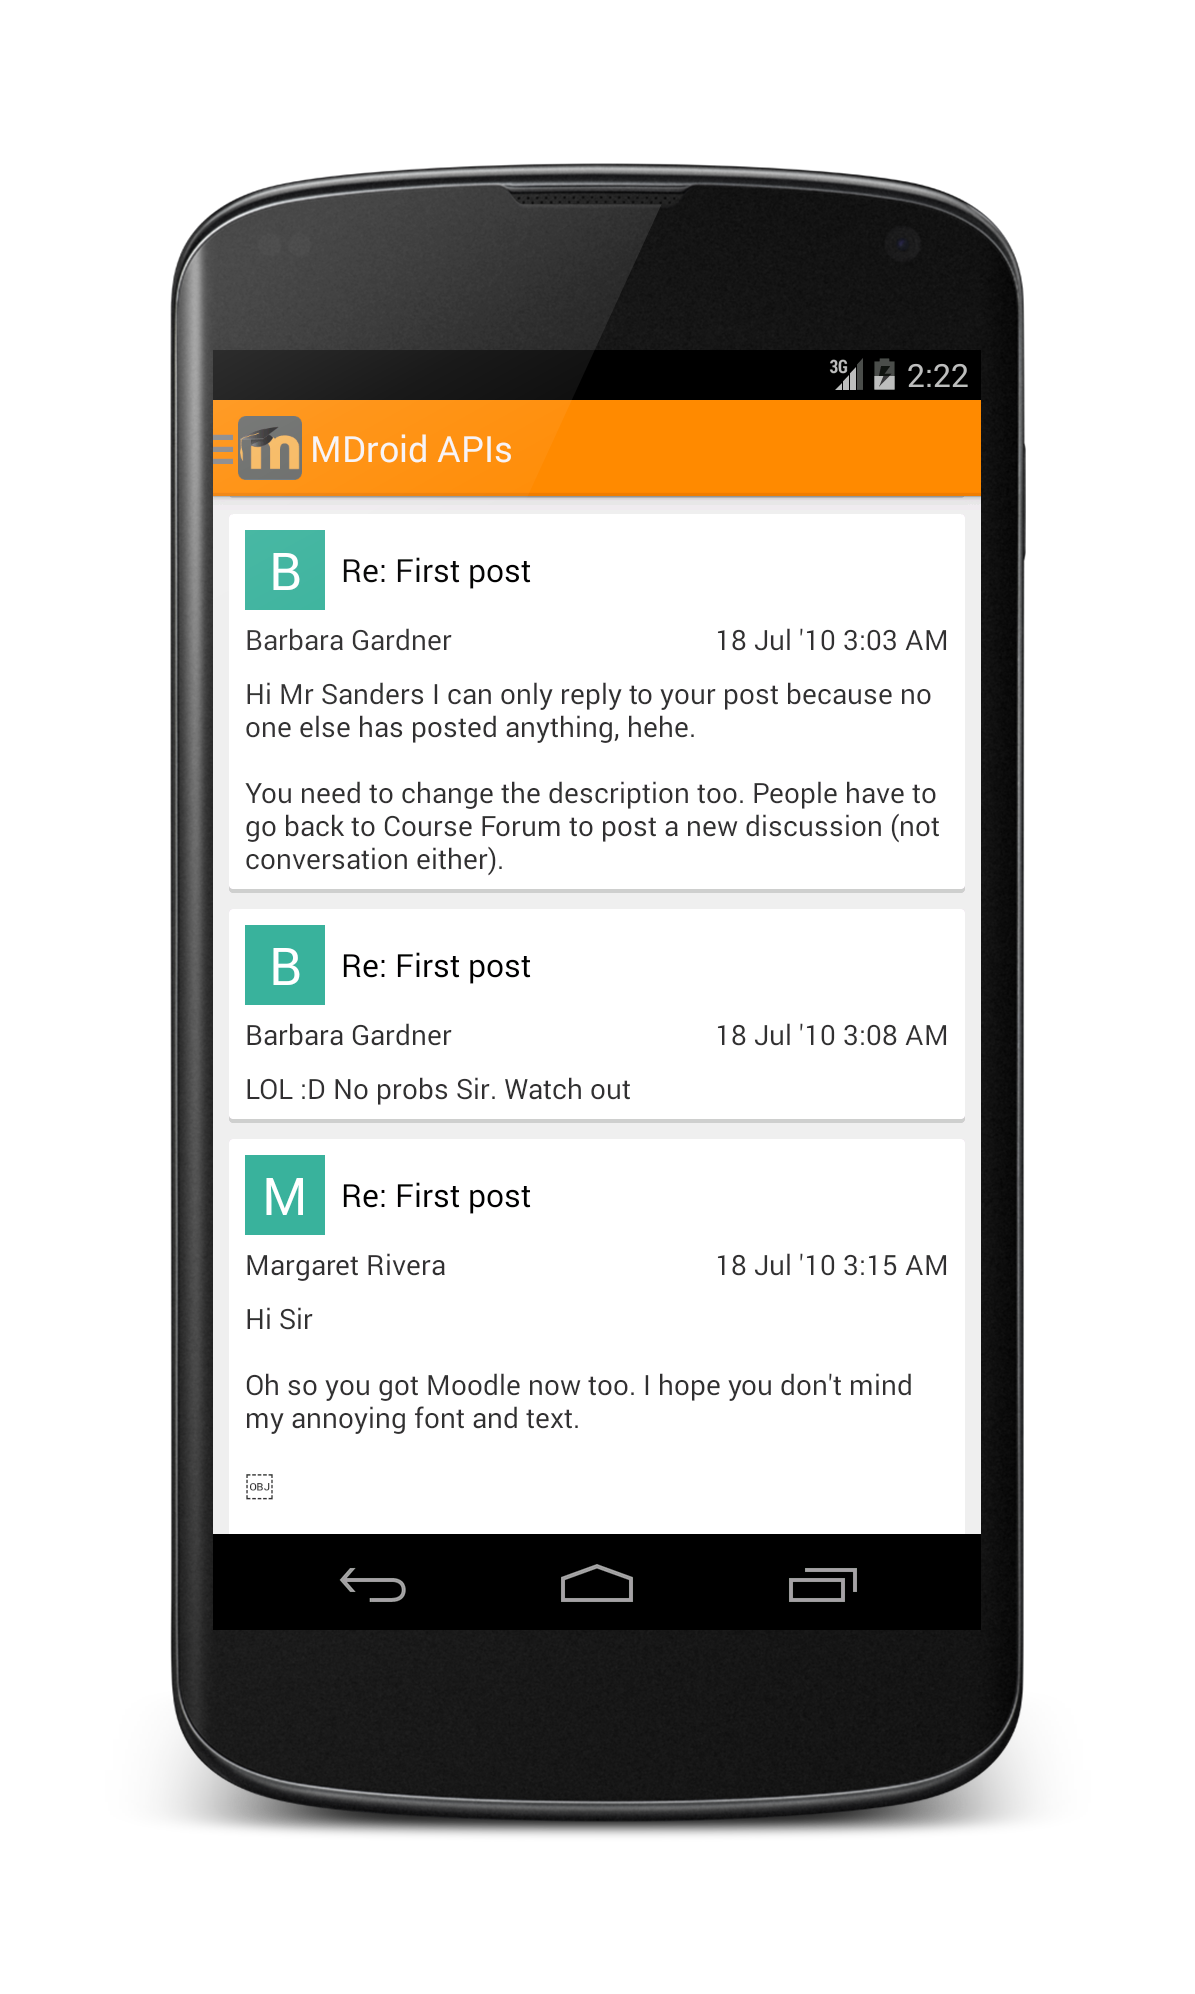 3G 2:22
m MDroid APIs
B Re: First post
Barbara Gardner 18 Jul '10 3:03 AM
Hi Mr Sanders I can only reply to your post because no
one else has posted anything, hehe.
You need to change the description too. People have to
go back to Course Forum to post a new discussion (not
conversation either).
B Re: First post
Barbara Gardner 18 Jul '10 3:08 AM
LOL :D No probs Sir. Watch out
M Re: First post
Margaret Rivera 18 Jul '10 3:15 AM
Hi Sir
Oh so you got Moodle now too. I hope you don't mind
my annoying font and text.
OBJ